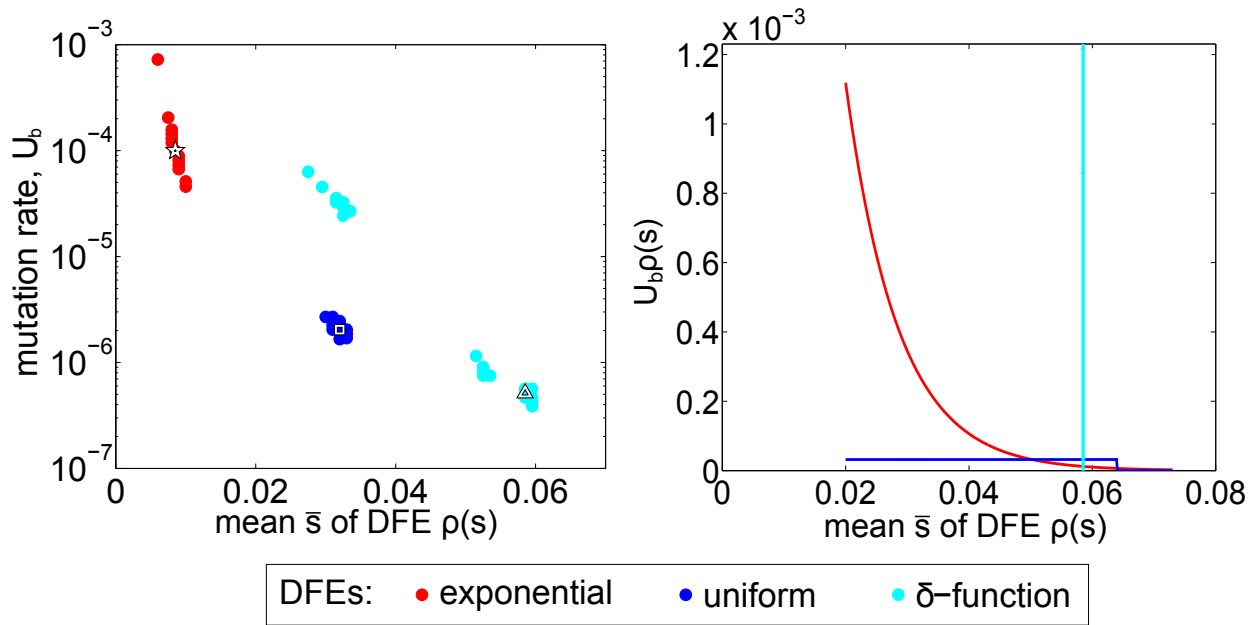 10⁻³
10⁻⁴
10⁻⁵
10⁻⁶
10⁻⁷
mutation rate, U_b
0 0.02 0.04 0.06
mean s̅ of DFE ρ(s)
x 10⁻³
1.2
1
0.8
0.6
0.4
0.2
0
U_bρ(s)
0 0.02 0.04 0.06 0.08
mean s̅ of DFE ρ(s)
DFEs: exponential uniform δ−function